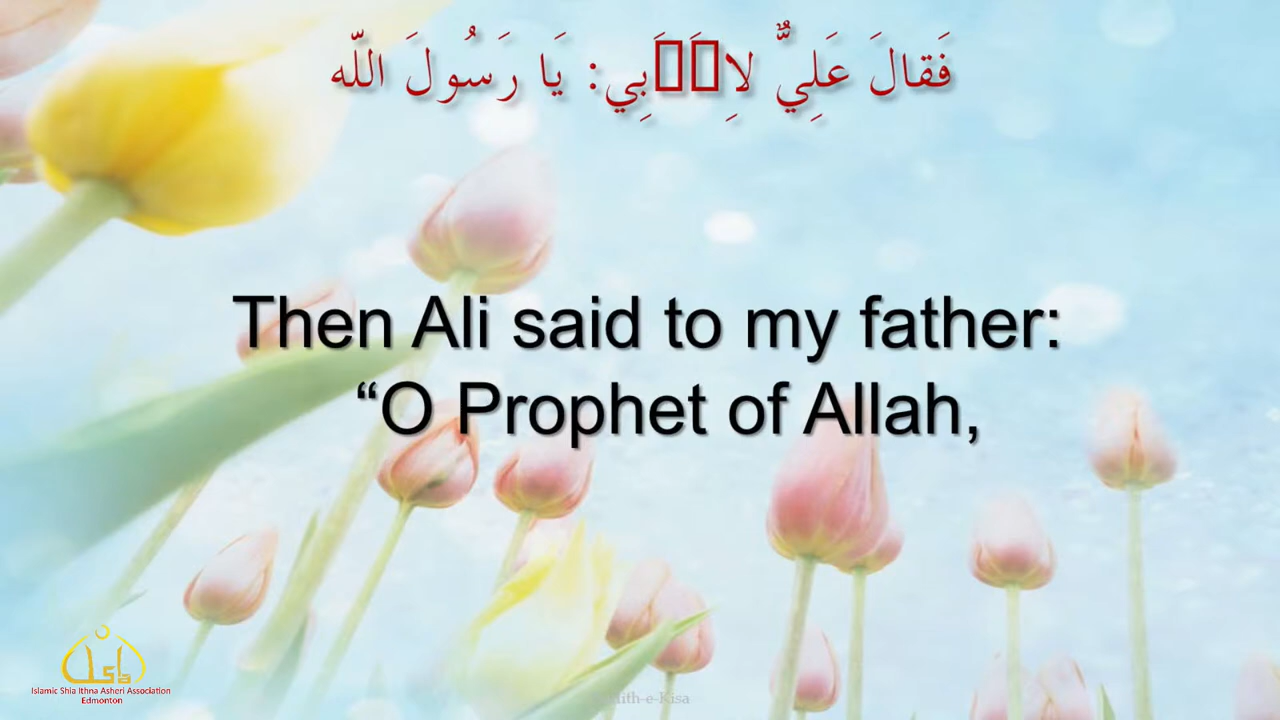 فَقالَ عَلِيٌّ يَا رَسُولَ اللّه
Then Ali said to my father:
“O Prophet of Allah,
Islamic Shia Ithna Asheri Association
Edmonton